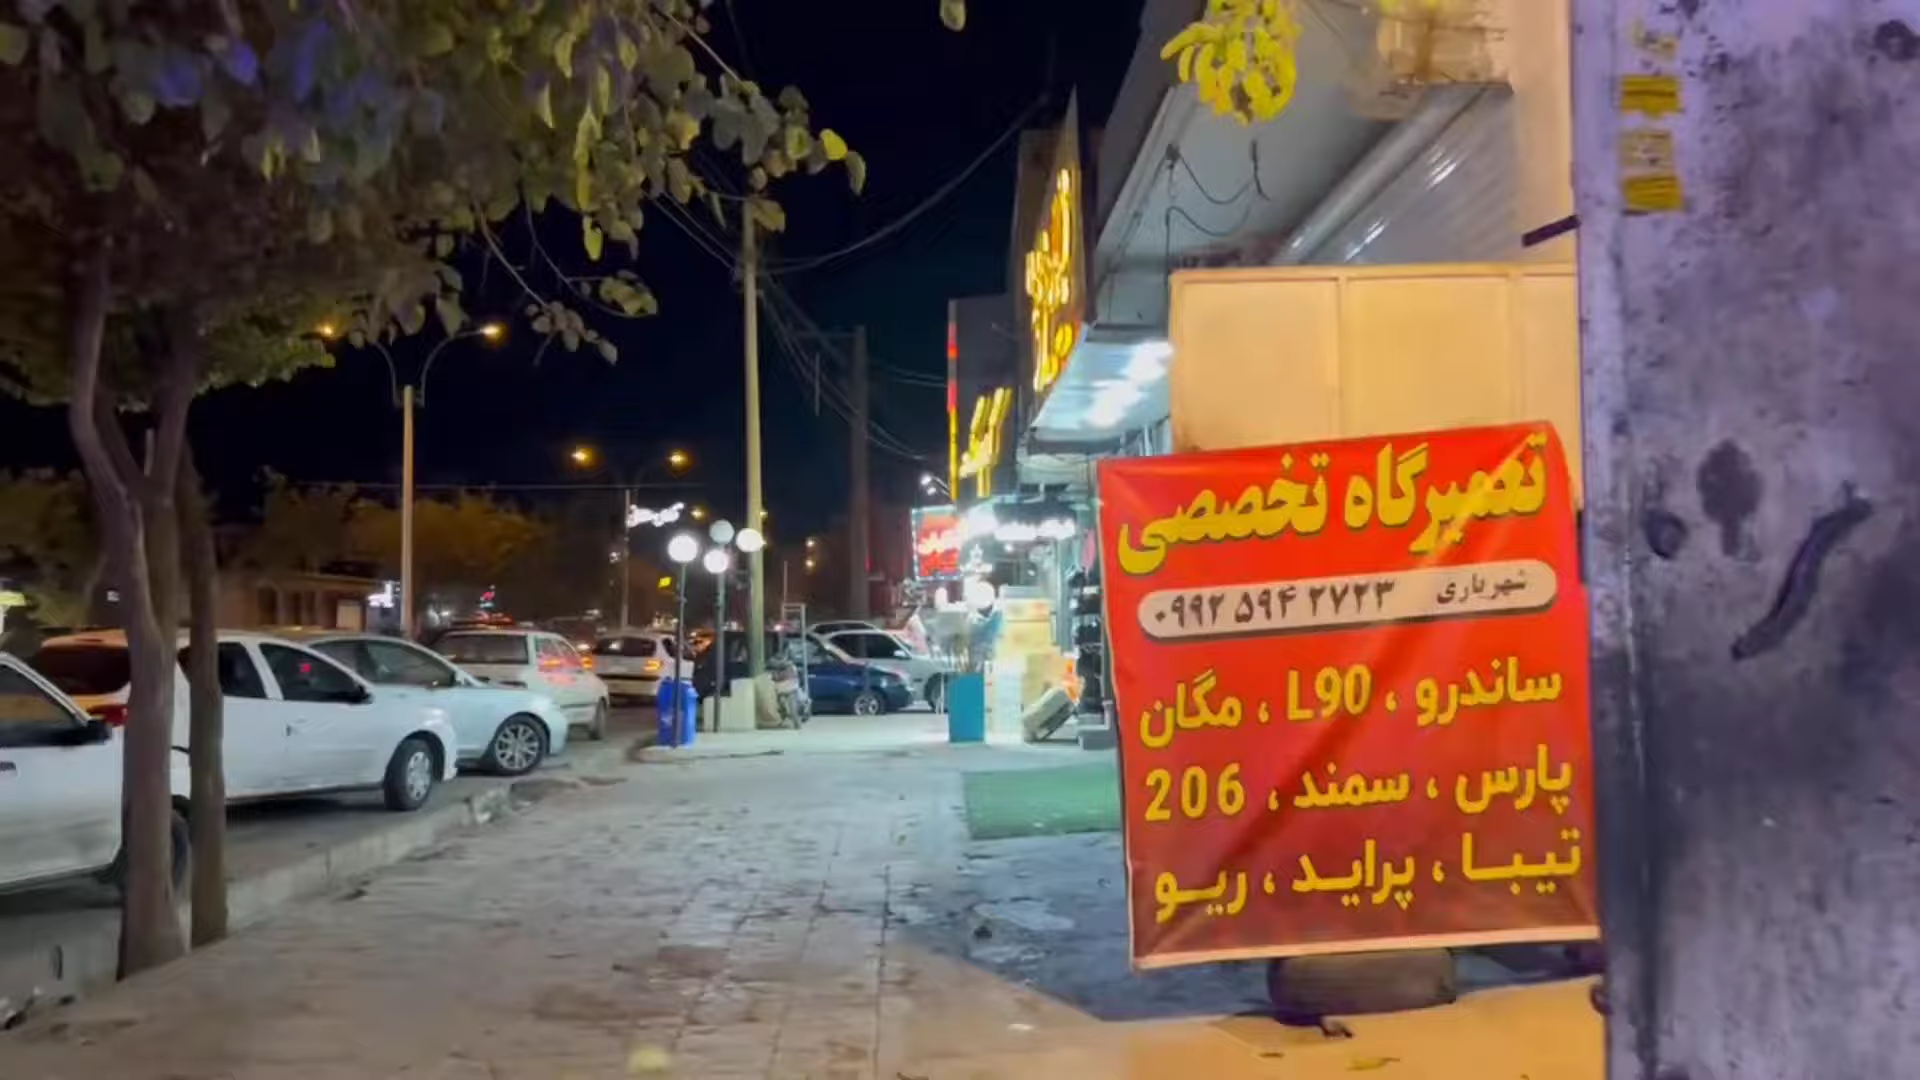 تعمیرگاه تخصصی
شهریاری ۰۹۹۲ ۵۹۴ ۲۷۲۳
ساندرو ، L90 ، مگان
پارس ، سمند ، 206
تیبا ، پراید ، ریو